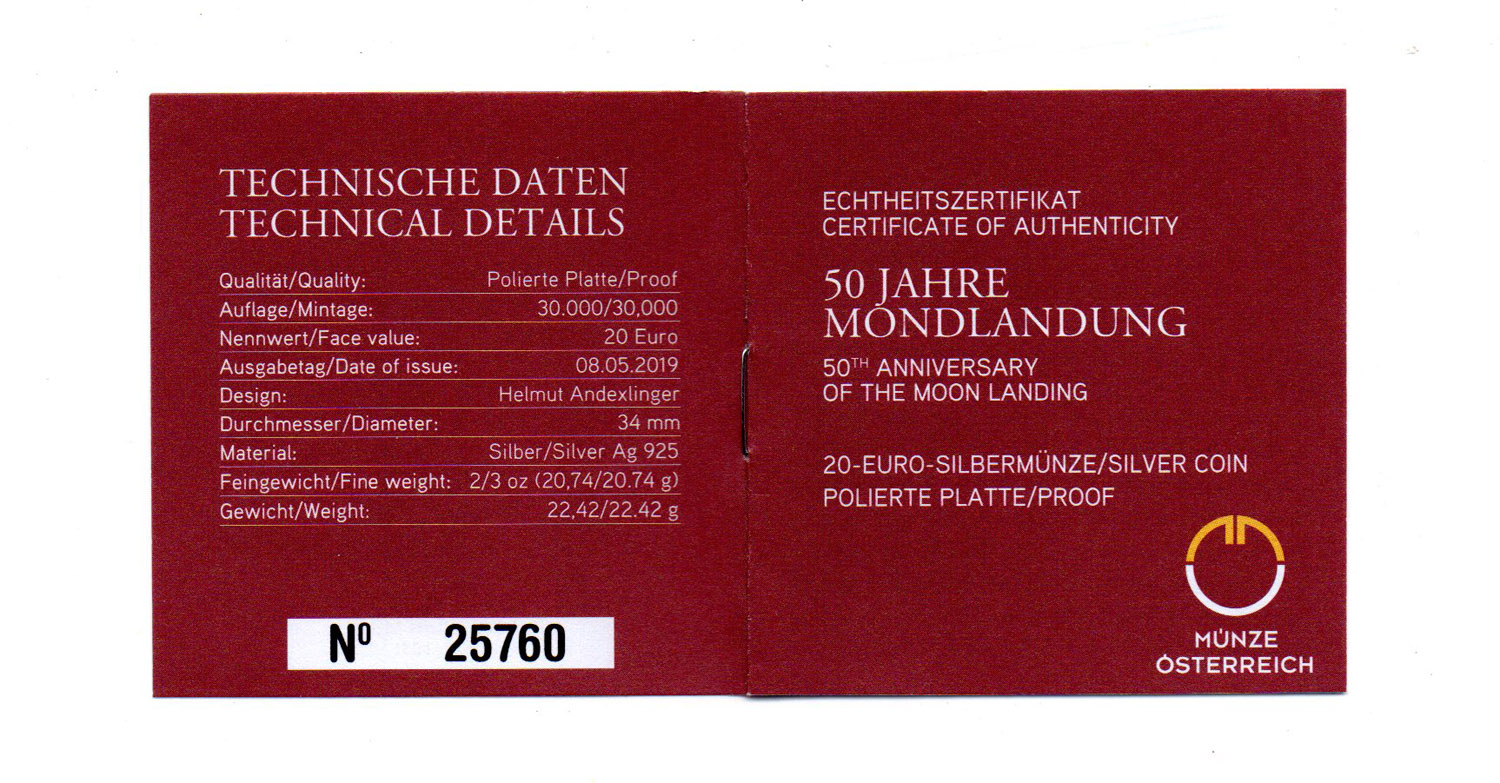 TECHNISCHE DATEN
TECHNICAL DETAILS
Qualität/Quality: Polierte Platte/Proof
Auflage/Mintage: 30.000/30,000
Nennwert/Face value: 20 Euro
Ausgabetag/Date of issue: 08.05.2019
Design: Helmut Andexlinger
Durchmesser/Diameter: 34 mm
Material: Silber/Silver Ag 925
Feingewicht/Fine weight: 2/3 oz (20,74/20.74 g)
Gewicht/Weight: 22,42/22.42 g
Nº 25760
ECHTHEITSZERTIFIKAT
CERTIFICATE OF AUTHENTICITY
50 JAHRE
MONDLANDUNG
50TH ANNIVERSARY
OF THE MOON LANDING
20-EURO-SILBERMÜNZE/SILVER COIN
POLIERTE PLATTE/PROOF
MÜNZE
ÖSTERREICH